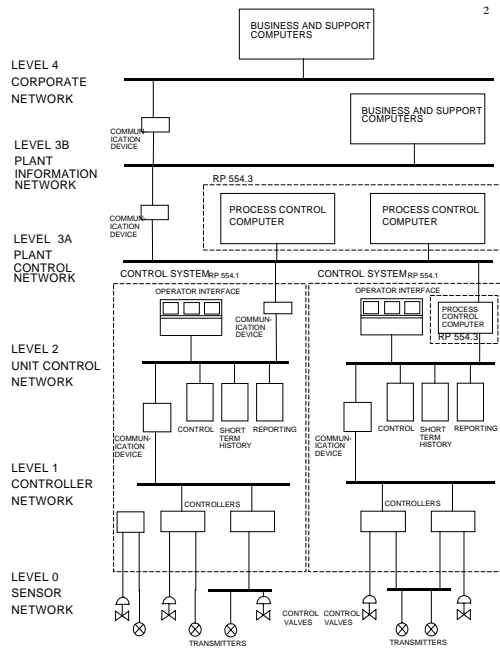 2
BUSINESS AND SUPPORT
COMPUTERS
LEVEL 4
CORPORATE
NETWORK
BUSINESS AND SUPPORT
COMPUTERS
COMMUN-
ICATION
DEVICE
LEVEL 3B
PLANT
INFORMATION
NETWORK
RP 554.3
PROCESS CONTROL
COMPUTER
PROCESS CONTROL
COMPUTER
COMMUN-
ICATION
DEVICE
LEVEL 3A
PLANT
CONTROL
NETWORK
CONTROL SYSTEM RP 554.1
CONTROL SYSTEM RP 554.1
OPERATOR INTERFACE
COMMUN-
ICATION
DEVICE
OPERATOR INTERFACE
PROCESS
CONTROL
COMPUTER
RP 554.3
LEVEL 2
UNIT CONTROL
NETWORK
CONTROL
SHORT
TERM
HISTORY
REPORTING
CONTROL
SHORT
TERM
HISTORY
REPORTING
COMMUN-
ICATION
DEVICE
COMMUN-
ICATION
DEVICE
LEVEL 1
CONTROLLER
NETWORK
CONTROLLERS
CONTROLLERS
LEVEL 0
SENSOR
NETWORK
CONTROL
VALVES
CONTROL
VALVES
TRANSMITTERS
TRANSMITTERS